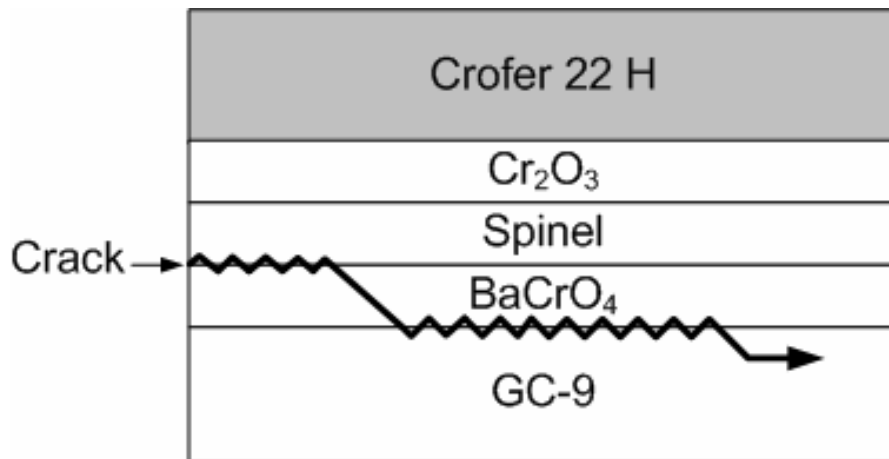 Crofer 22 H
Cr₂O₃
Spinel
Crack
BaCrO₄
GC-9